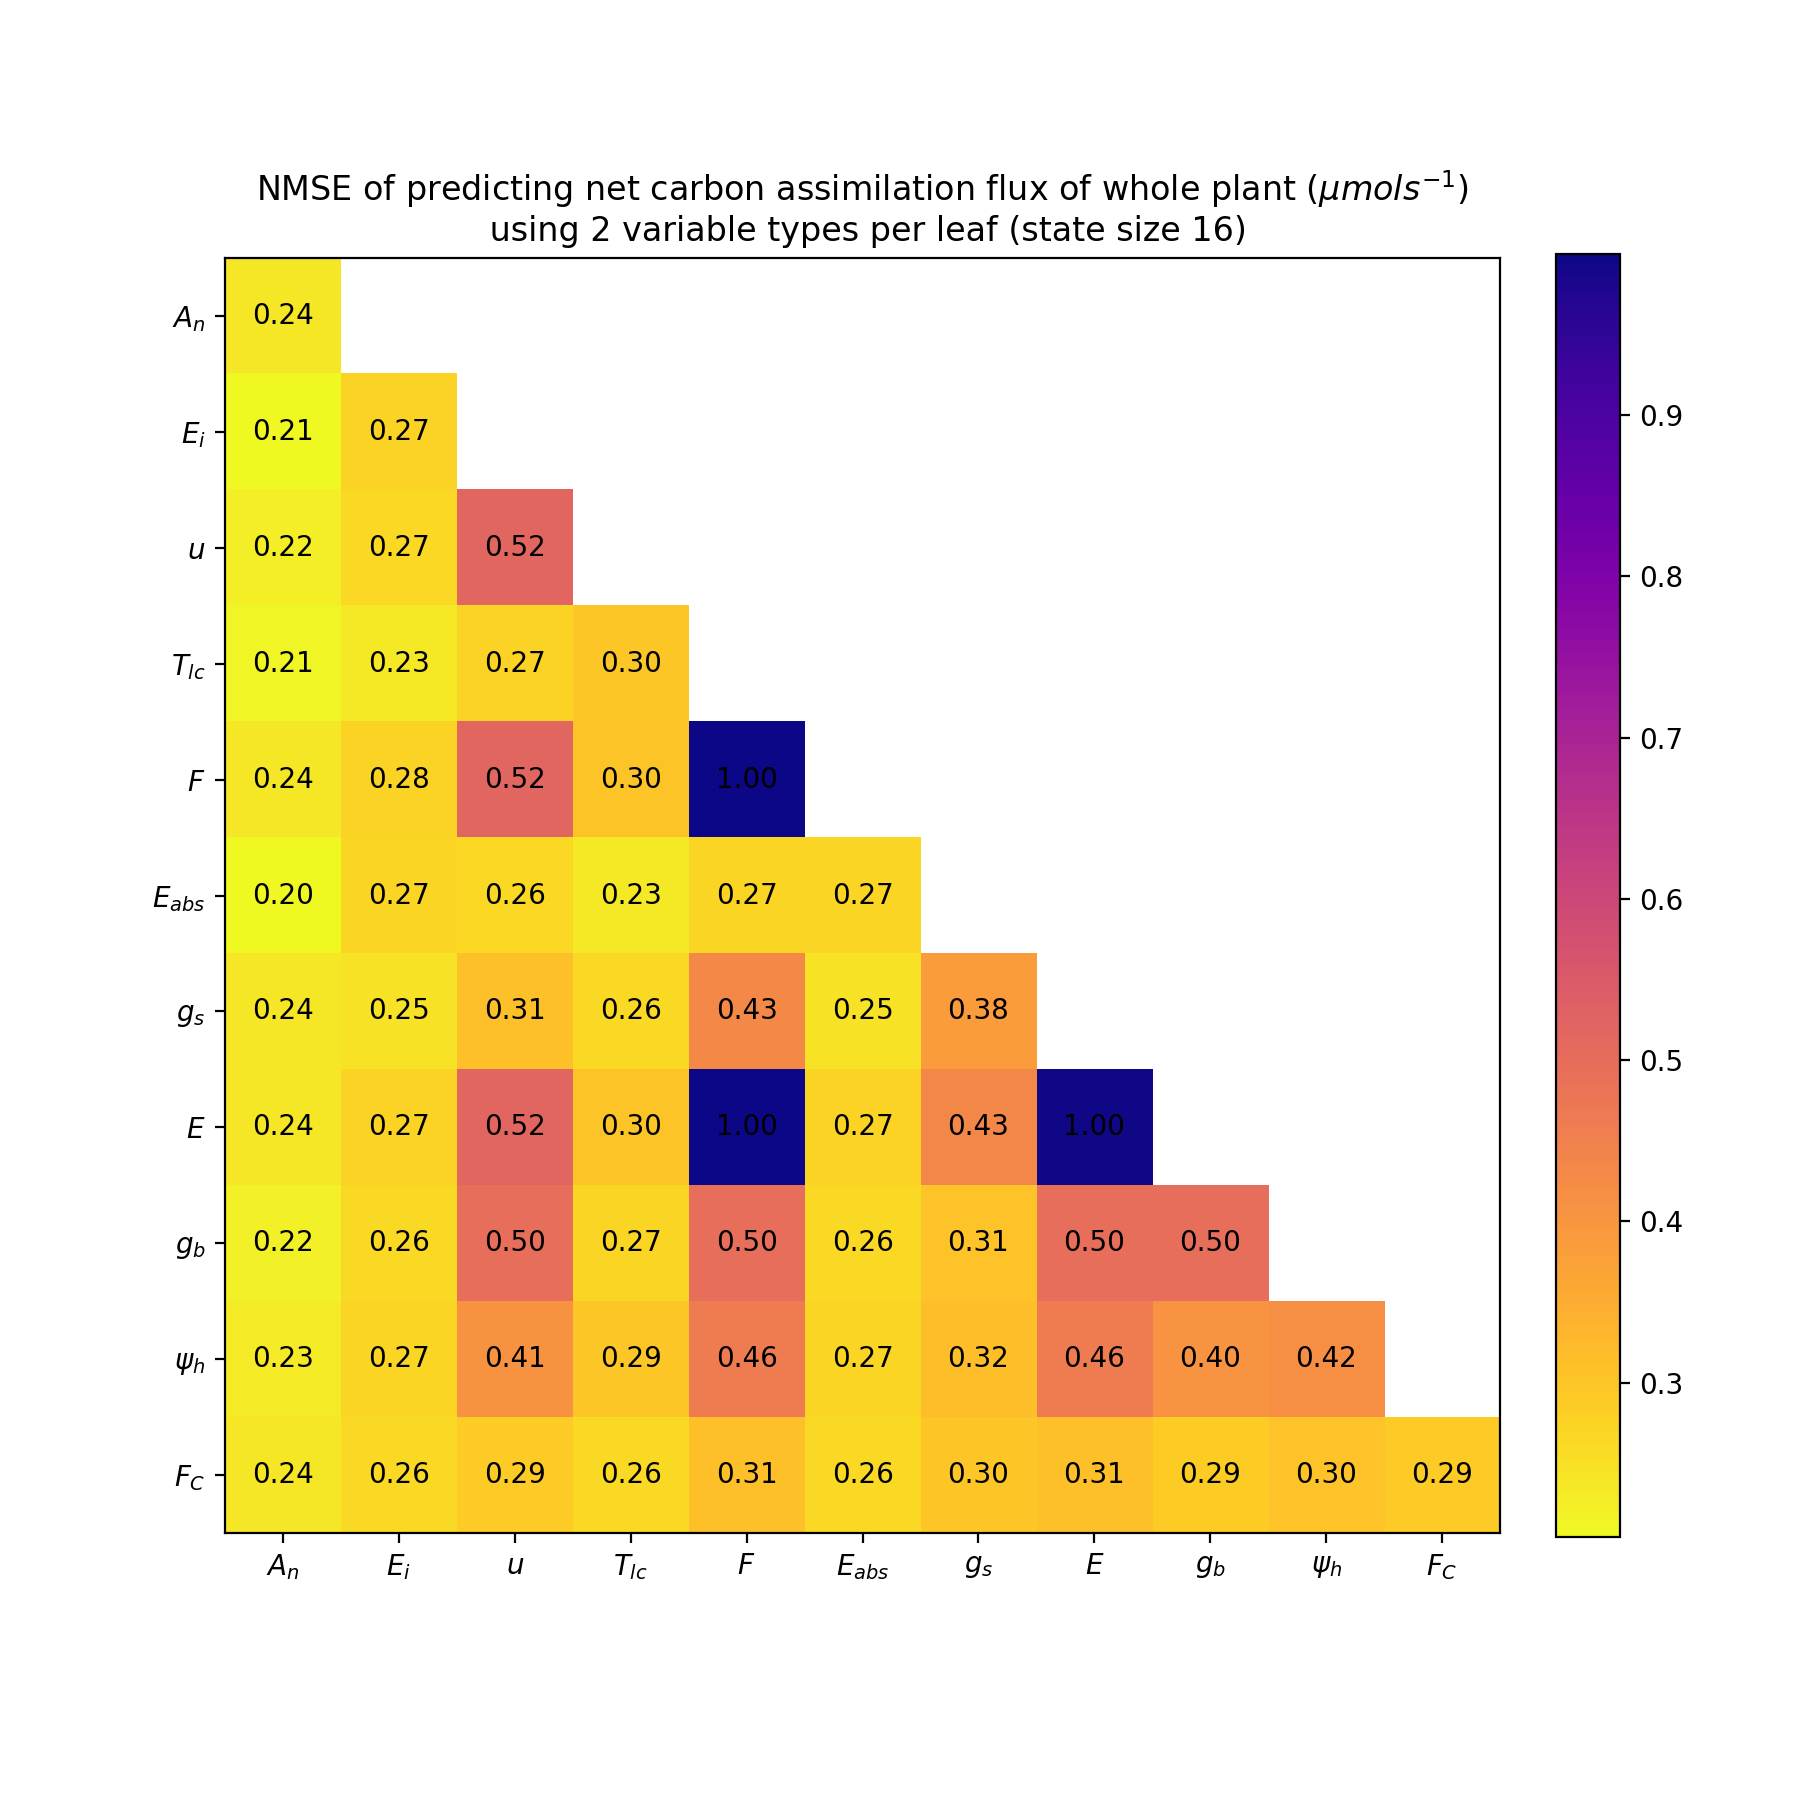 NMSE of predicting net carbon assimilation flux of whole plant (μmols⁻¹)
using 2 variable types per leaf (state size 16)
Aₙ 0.24
Eᵢ 0.21 0.27
u 0.22 0.27 0.52
T_lc 0.21 0.23 0.27 0.30
F 0.24 0.28 0.52 0.30 1.00
E_abs 0.20 0.27 0.26 0.23 0.27 0.27
g_s 0.24 0.25 0.31 0.26 0.43 0.25 0.38
E 0.24 0.27 0.52 0.30 1.00 0.27 0.43 1.00
g_b 0.22 0.26 0.50 0.27 0.50 0.26 0.31 0.50 0.50
ψ_h 0.23 0.27 0.41 0.29 0.46 0.27 0.32 0.46 0.40 0.42
F_C 0.24 0.26 0.29 0.26 0.31 0.26 0.30 0.31 0.29 0.30 0.29
Aₙ Eᵢ u T_lc F E_abs g_s E g_b ψ_h F_C
0.9
0.8
0.7
0.6
0.5
0.4
0.3